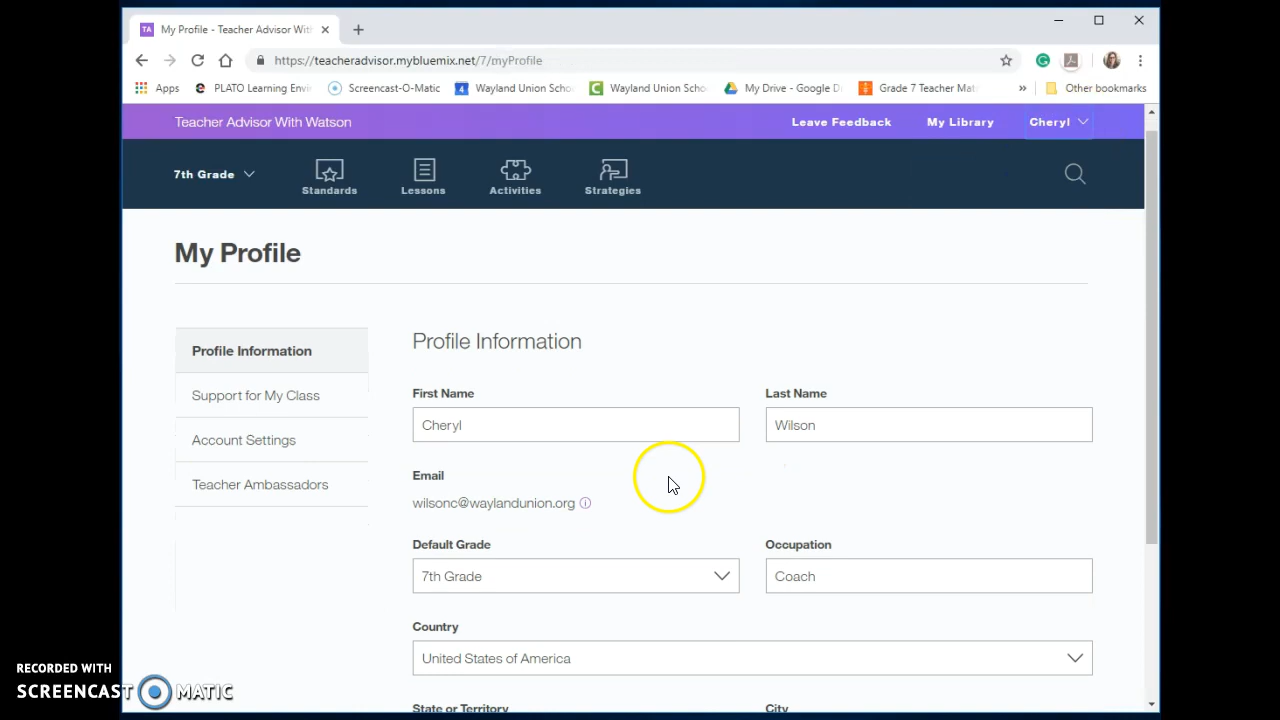 TA My Profile - Teacher Advisor With
https://teacheradvisor.mybluemix.net/7/myProfile
Apps PLATO Learning Envi Screencast-O-Matic Wayland Union Scho Wayland Union Scho My Drive - Google D Grade 7 Teacher Mat » Other bookmarks
Teacher Advisor With Watson Leave Feedback My Library Cheryl
7th Grade Standards Lessons Activities Strategies
My Profile
Profile Information
Support for My Class
Account Settings
Teacher Ambassadors
Profile Information
First Name Last Name
Cheryl Wilson
Email
wilsonc@waylandunion.org
Default Grade Occupation
7th Grade Coach
Country
United States of America
State or Territory City
RECORDED WITH
SCREENCAST MATIC